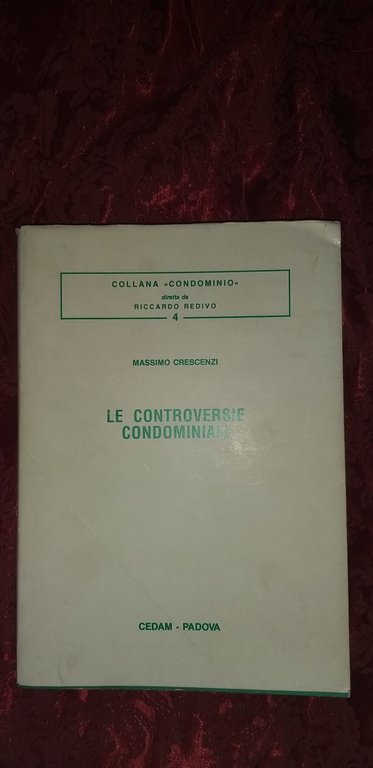 COLLANA «CONDOMINIO»
diretta da
RICCARDO REDIVO
4
MASSIMO CRESCENZI
LE CONTROVERSIE
CONDOMINIALI
CEDAM - PADOVA